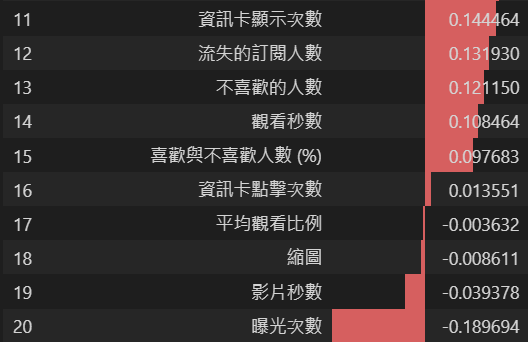 11 資訊卡顯示次數 0.144464
12 流失的訂閱人數 0.131930
13 不喜歡的人數 0.121150
14 觀看秒數 0.108464
15 喜歡與不喜歡人數 (%) 0.097683
16 資訊卡點擊次數 0.013551
17 平均觀看比例 -0.003632
18 縮圖 -0.008611
19 影片秒數 -0.039378
20 曝光次數 -0.189694